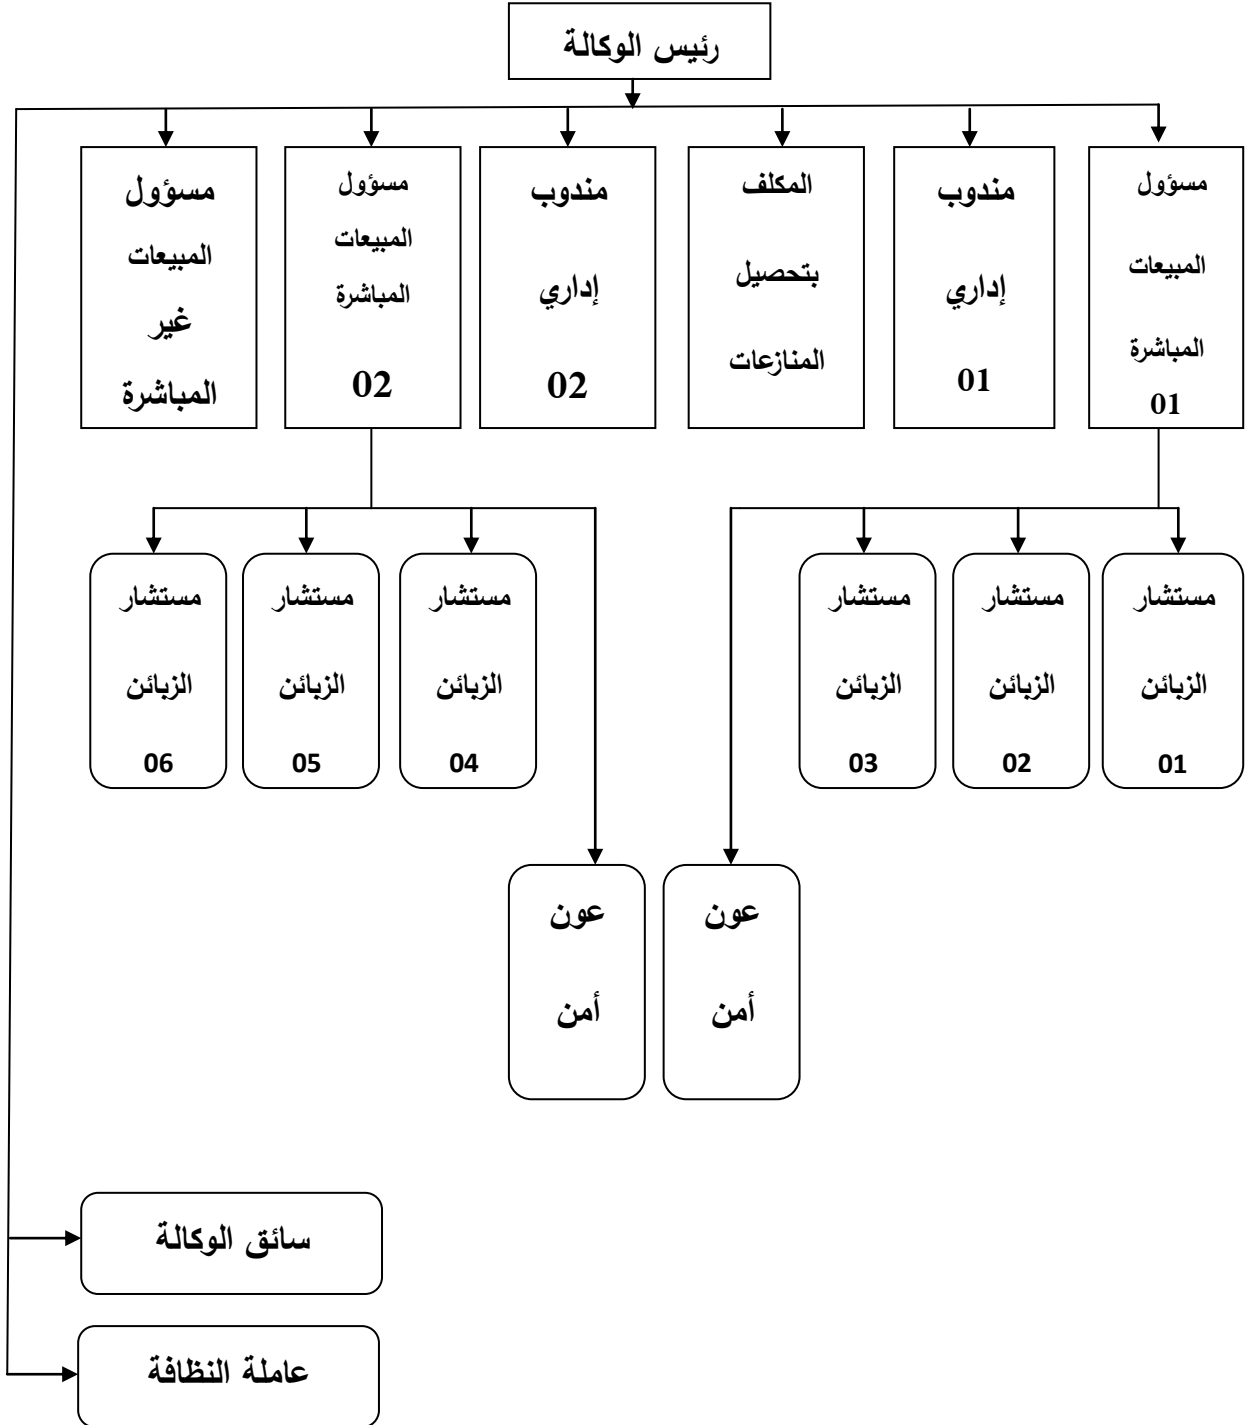 رئيس الوكالة
مسؤول
المبيعات
المباشرة
01
مندوب
إداري
01
المكلف
بتحصيل
المنازعات
مندوب
إداري
02
مسؤول
المبيعات
المباشرة
02
مسؤول
المبيعات
غير
المباشرة
مستشار
الزبائن
01
مستشار
الزبائن
02
مستشار
الزبائن
03
مستشار
الزبائن
04
مستشار
الزبائن
05
مستشار
الزبائن
06
عون
أمن
عون
أمن
سائق الوكالة
عاملة النظافة